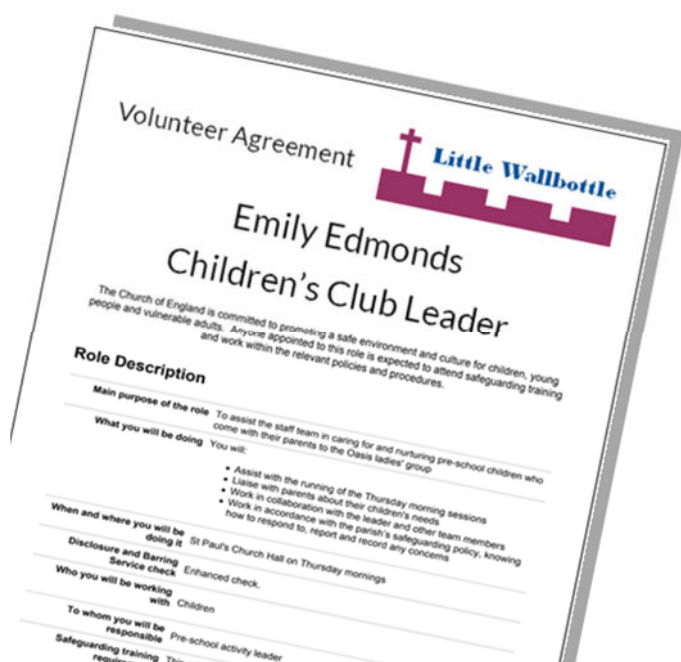 Volunteer Agreement
Little Wallbottle
Emily Edmonds
Children's Club Leader
The Church of England is committed to promoting a safe environment and culture for children, young
people and vulnerable adults. Anyone appointed to this role is expected to attend safeguarding training
and work within the relevant policies and procedures.
Role Description
Main purpose of the role To assist the staff team in caring for and nurturing pre-school children who
come with their parents to the Oasis ladies' group
What you will be doing You will:
• Assist with the running of the Thursday morning sessions
• Liaise with parents about their children's needs
• Work in collaboration with the leader and other team members
• Work in accordance with the parish's safeguarding policy, knowing
how to respond to, report and record any concerns
When and where you will be
doing it St Paul's Church Hall on Thursday mornings
Disclosure and Barring
Service check Enhanced check.
Who you will be working
with Children
To whom you will be
responsible Pre-school activity leader
Safeguarding training